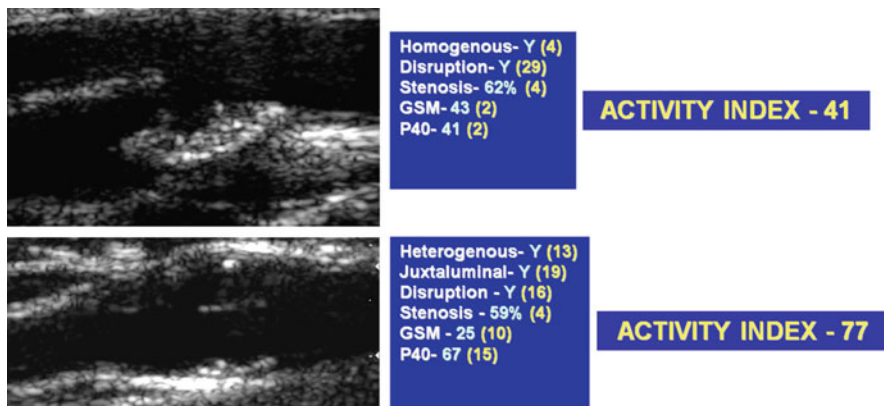 Homogenous- Y (4)
Disruption- Y (29)
Stenosis- 62% (4)
GSM- 43 (2)
P40- 41 (2)
ACTIVITY INDEX - 41
Heterogenous- Y (13)
Juxtaluminal- Y (19)
Disruption - Y (16)
Stenosis - 59% (4)
GSM - 25 (10)
P40- 67 (15)
ACTIVITY INDEX - 77